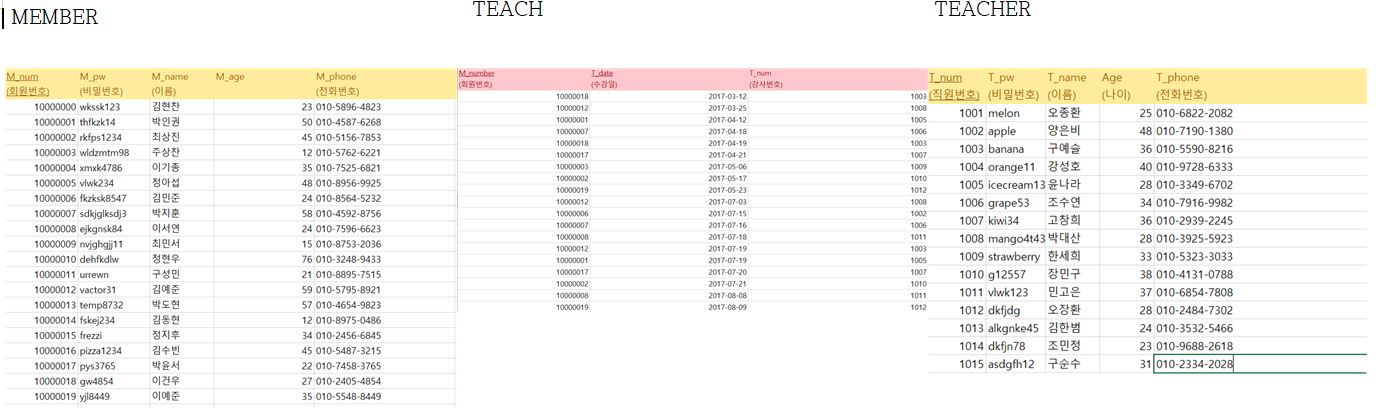 MEMBER
M_num M_pw M_name M_age M_phone
(회원번호) (비밀번호) (이름) (전화번호)
10000000 wkssk123 김현찬 23 010-5896-4823
10000001 thfkzk14 박인권 50 010-4587-6268
10000002 rkfps1234 최상진 45 010-5156-7853
10000003 wldzmtm98 주상찬 12 010-5762-6221
10000004 xmxk4786 이기종 35 010-7525-6821
10000005 vlwk234 정아섭 48 010-8956-9925
10000006 fkzksk8547 김민준 24 010-8564-5232
10000007 sdkjglksdj3 박지훈 58 010-4592-8756
10000008 ejkgnsk84 이서연 24 010-7596-6623
10000009 nvjghgjj11 최민서 15 010-8753-2036
10000010 dehfkdlw 정현우 76 010-3248-9433
10000011 urrewn 구성민 21 010-8895-7515
10000012 vactor31 김예준 59 010-5795-8921
10000013 temp8732 박도현 57 010-4654-9823
10000014 fskej234 김동현 12 010-8975-0486
10000015 frezzi 정지후 34 010-2456-6845
10000016 pizza1234 김수빈 45 010-5487-3215
10000017 pys3765 박윤서 22 010-7458-3765
10000018 gw4854 이건우 27 010-2405-4854
10000019 yjl8449 이예준 35 010-5548-8449
TEACH
M_number T_date T_num
(회원번호) (수강일) (강사번호)
10000018 2017-03-12 1003
10000012 2017-03-25 1008
10000001 2017-04-12 1005
10000007 2017-04-18 1006
10000018 2017-04-19 1003
10000017 2017-04-21 1007
10000003 2017-05-06 1009
10000002 2017-05-17 1010
10000019 2017-05-23 1012
10000012 2017-07-03 1008
10000006 2017-07-15 1002
10000007 2017-07-16 1006
10000008 2017-07-18 1011
10000012 2017-07-19 1003
10000001 2017-07-19 1005
10000017 2017-07-20 1007
10000002 2017-07-21 1010
10000008 2017-08-08 1011
10000019 2017-08-09 1012
TEACHER
T_num T_pw T_name Age T_phone
(직원번호) (비밀번호) (이름) (나이) (전화번호)
1001 melon 오종환 25 010-6822-2082
1002 apple 양은비 48 010-7190-1380
1003 banana 구예슬 36 010-5590-8216
1004 orange11 강성호 40 010-9728-6333
1005 icecream13 윤나라 28 010-3349-6702
1006 grape53 조수연 34 010-7916-9982
1007 kiwi34 고창희 36 010-2939-2245
1008 mango4t43 박대산 28 010-3925-5923
1009 strawberry 한세희 33 010-5323-3033
1010 g12557 장민구 38 010-4131-0788
1011 vlwk123 민고은 37 010-6854-7808
1012 dkfjdg 오장환 28 010-2484-7302
1013 alkgnke45 김한범 24 010-3532-5466
1014 dkfjn78 조민정 23 010-9688-2618
1015 asdgfh12 구순수 31 010-2334-2028